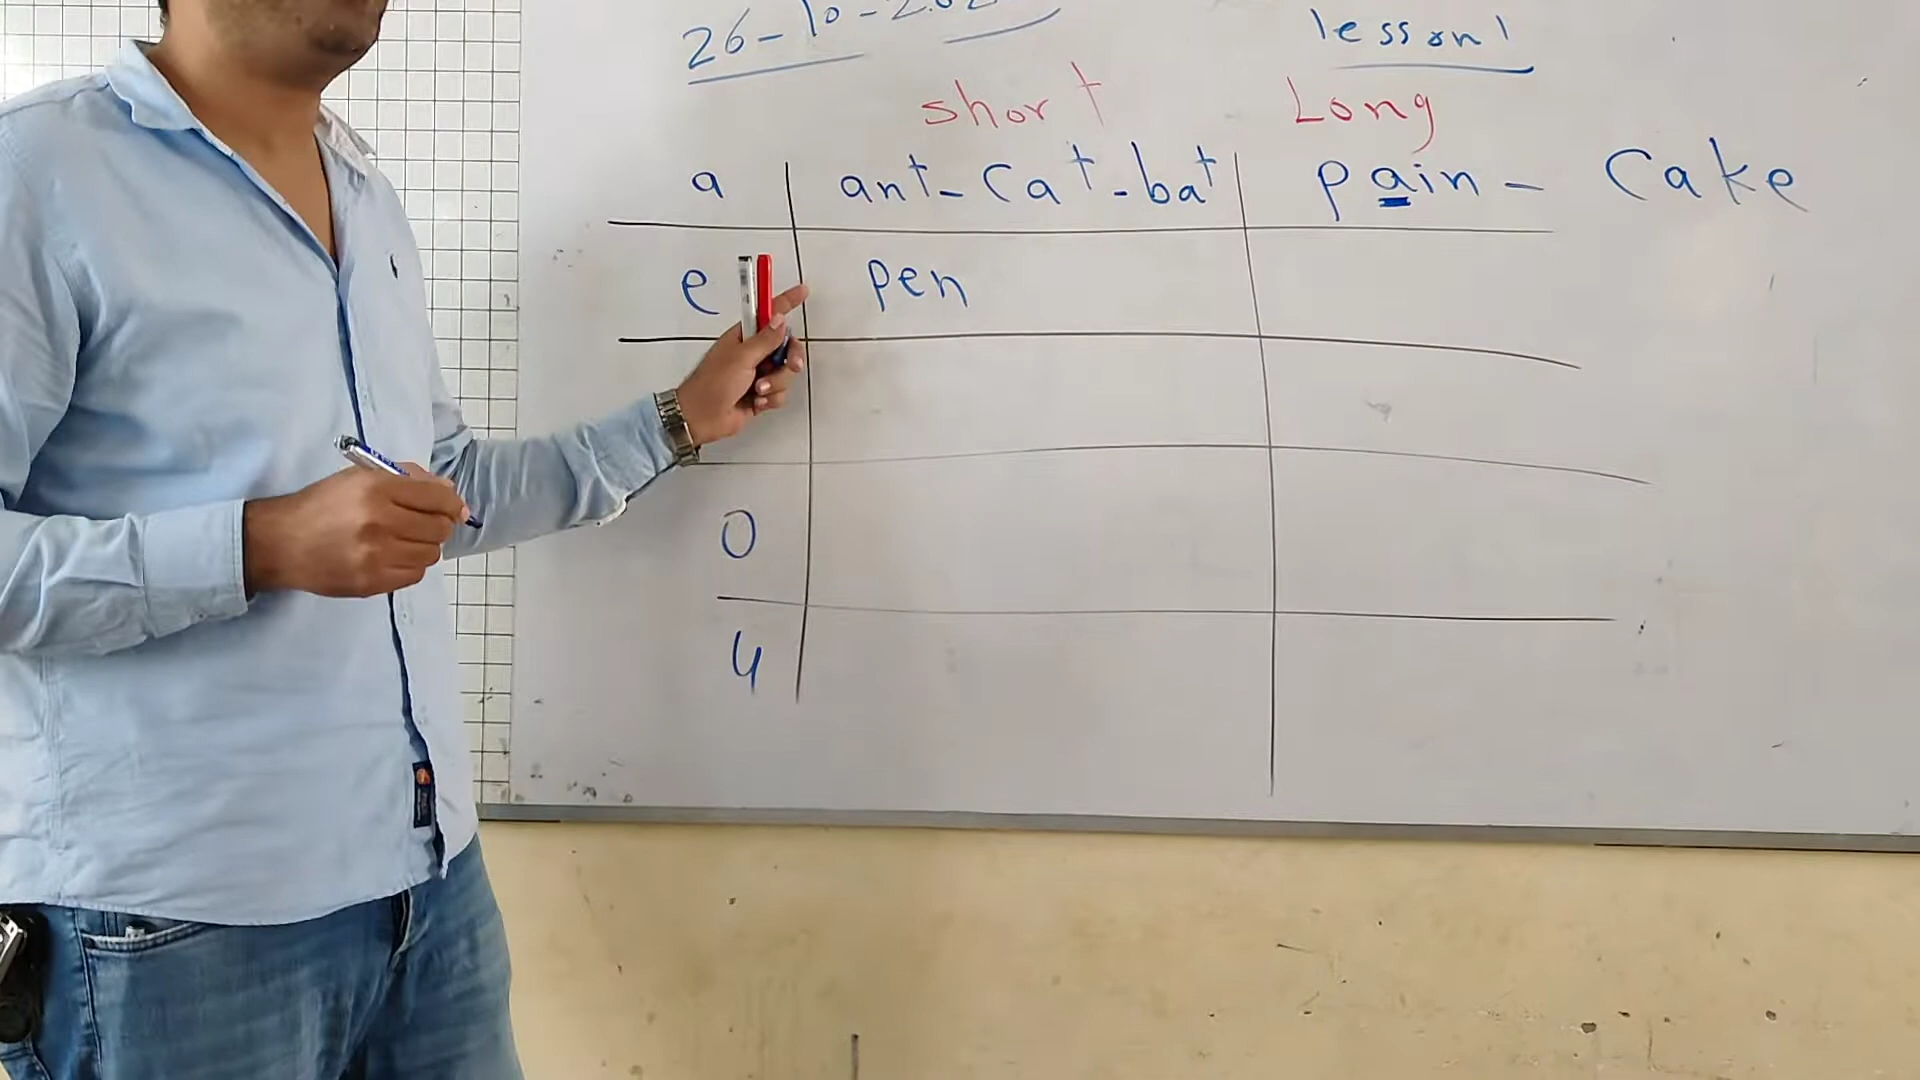 26-10-202 lesson 1
short Long
a ant-cat-bat pain- Cake
e pen
o
u